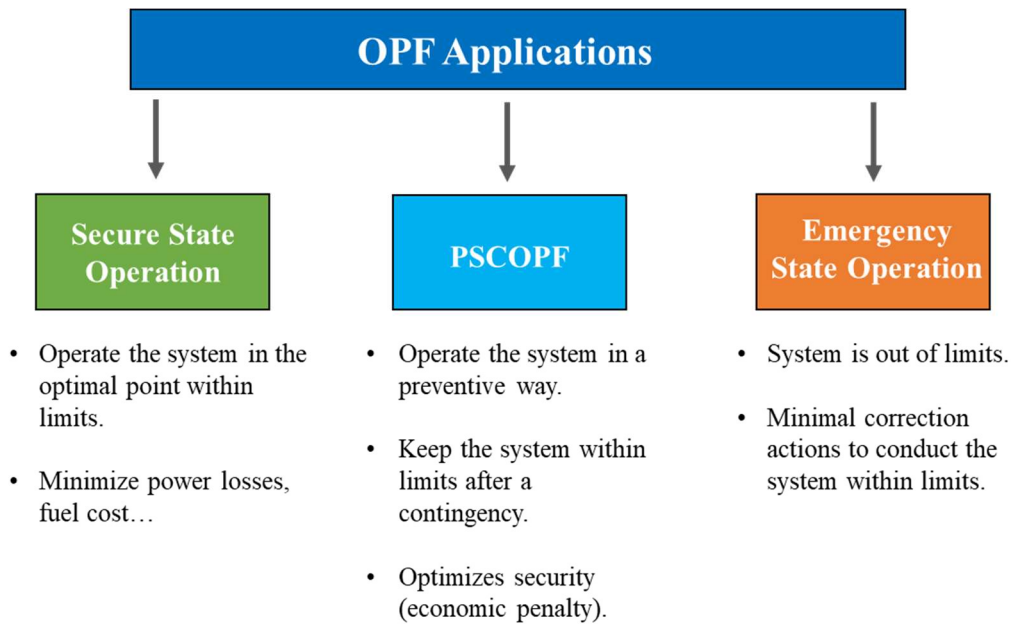 OPF Applications
Secure State
Operation
• Operate the system in the
optimal point within
limits.
• Minimize power losses,
fuel cost…
PSCOPF
• Operate the system in a
preventive way.
• Keep the system within
limits after a
contingency.
• Optimizes security
(economic penalty).
Emergency
State Operation
• System is out of limits.
• Minimal correction
actions to conduct the
system within limits.